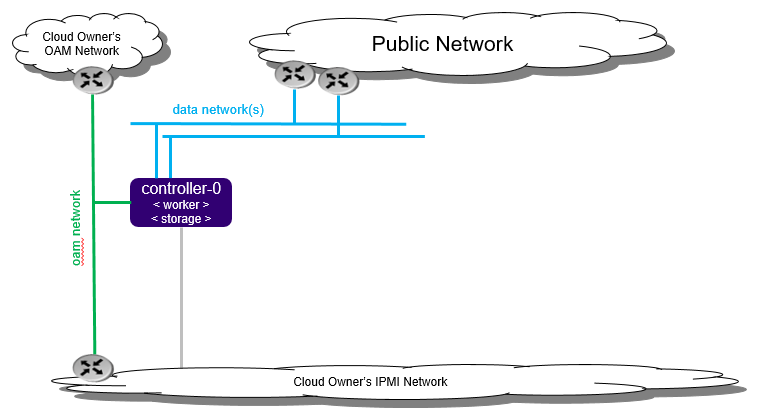 Cloud Owner's
OAM Network
Public Network
data network(s)
controller-0
< worker >
< storage >
oam network
Cloud Owner's IPMI Network